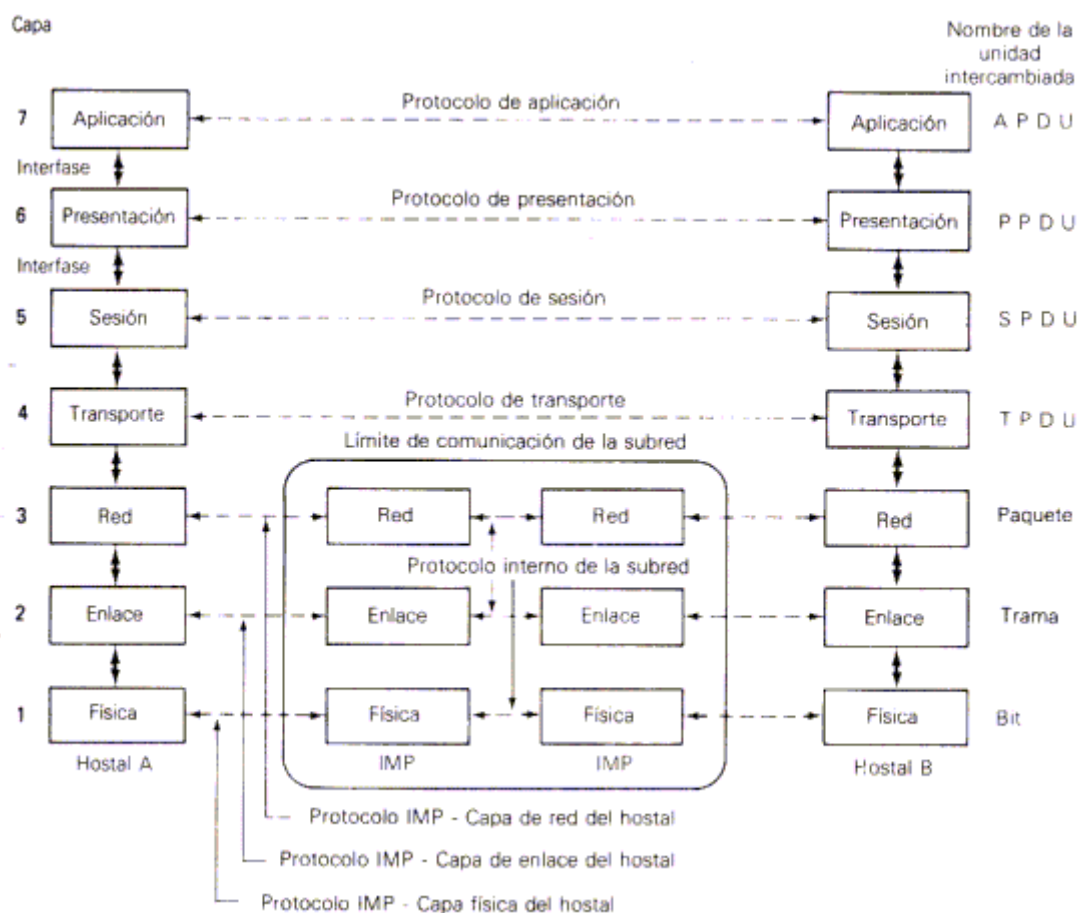 Capa
Nombre de la
unidad
intercambiada
Protocolo de aplicación
7 Aplicación Aplicación A P D U
Interfase
Protocolo de presentación
6 Presentación Presentación P P D U
Interfase
Protocolo de sesión
5 Sesión Sesión S P D U
Protocolo de transporte
4 Transporte Transporte T P D U
Límite de comunicación de la subred
3 Red Red Red Red Paquete
Protocolo interno de la subred
2 Enlace Enlace Enlace Enlace Trama
1 Física Física Física Física Bit
Hostal A IMP IMP Hostal B
Protocolo IMP - Capa de red del hostal
Protocolo IMP - Capa de enlace del hostal
Protocolo IMP - Capa física del hostal